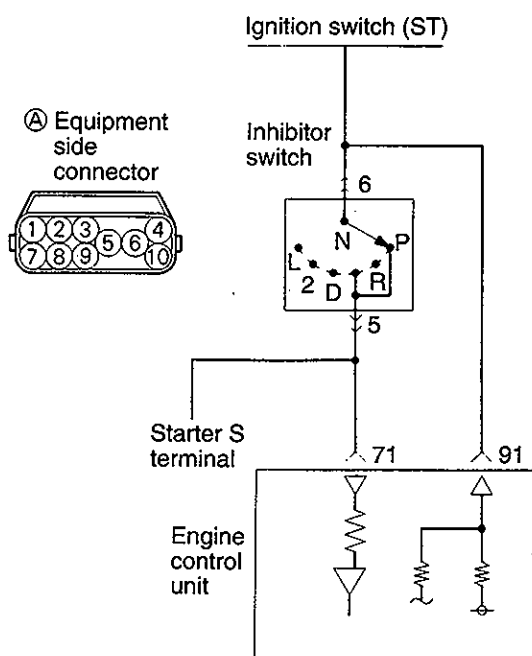 Ignition switch (ST)
Ⓐ Equipment
side
connector
Inhibitor
switch
1 2 3 5 6 4
7 8 9 10
6
N
P
L
2
D
R
5
Starter S
terminal
71
91
Engine
control
unit